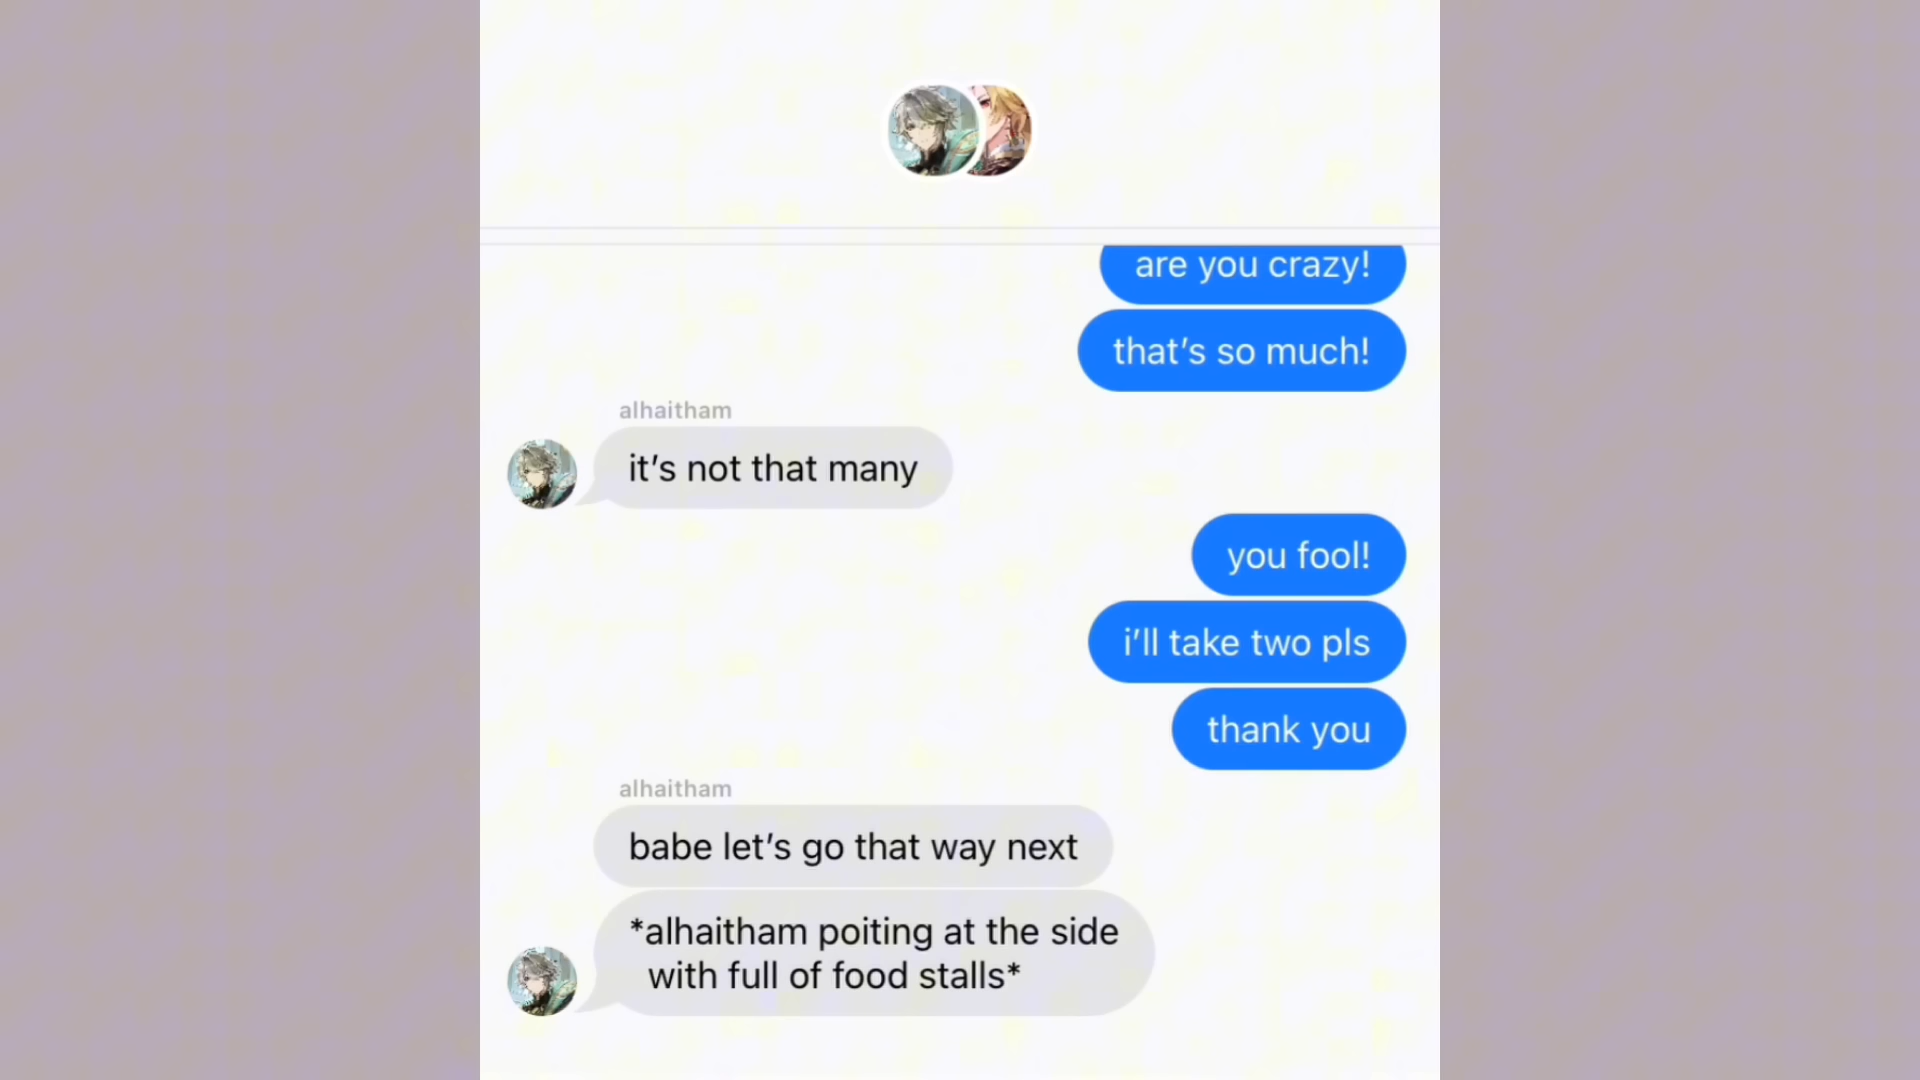 are you crazy!
that’s so much!
alhaitham
it’s not that many
you fool!
i’ll take two pls
thank you
alhaitham
babe let’s go that way next
*alhaitham poiting at the side
with full of food stalls*